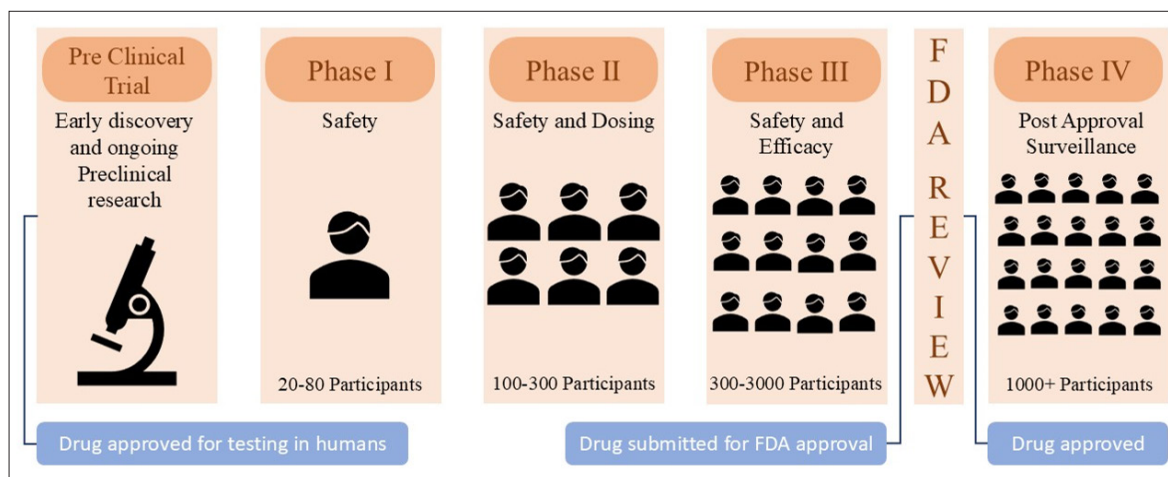 Pre Clinical
Trial
Early discovery
and ongoing
Preclinical
research
Phase I
Safety
20-80 Participants
Phase II
Safety and Dosing
100-300 Participants
Phase III
Safety and
Efficacy
300-3000 Participants
FDA REVIEW
Phase IV
Post Approval
Surveillance
1000+ Participants
Drug approved for testing in humans
Drug submitted for FDA approval
Drug approved